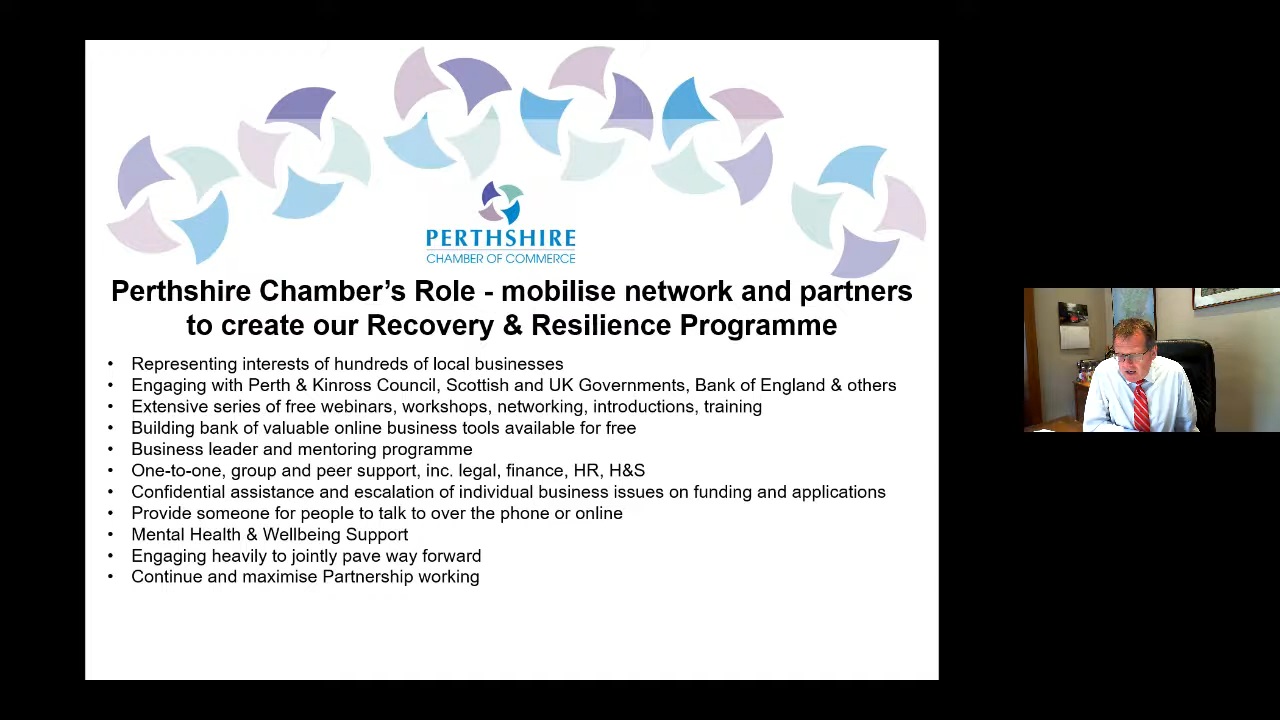 PERTHSHIRE
CHAMBER OF COMMERCE
Perthshire Chamber’s Role - mobilise network and partners
to create our Recovery & Resilience Programme
• Representing interests of hundreds of local businesses
• Engaging with Perth & Kinross Council, Scottish and UK Governments, Bank of England & others
• Extensive series of free webinars, workshops, networking, introductions, training
• Building bank of valuable online business tools available for free
• Business leader and mentoring programme
• One-to-one, group and peer support, inc. legal, finance, HR, H&S
• Confidential assistance and escalation of individual business issues on funding and applications
• Provide someone for people to talk to over the phone or online
• Mental Health & Wellbeing Support
• Engaging heavily to jointly pave way forward
• Continue and maximise Partnership working